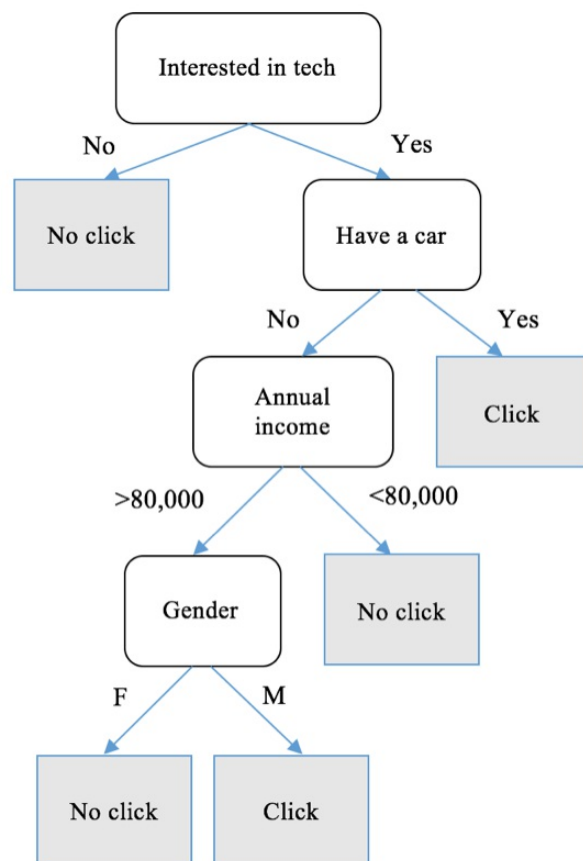 Interested in tech
No
Yes
No click
Have a car
No
Yes
Annual
income
Click
>80,000
<80,000
Gender
No click
F
M
No click
Click